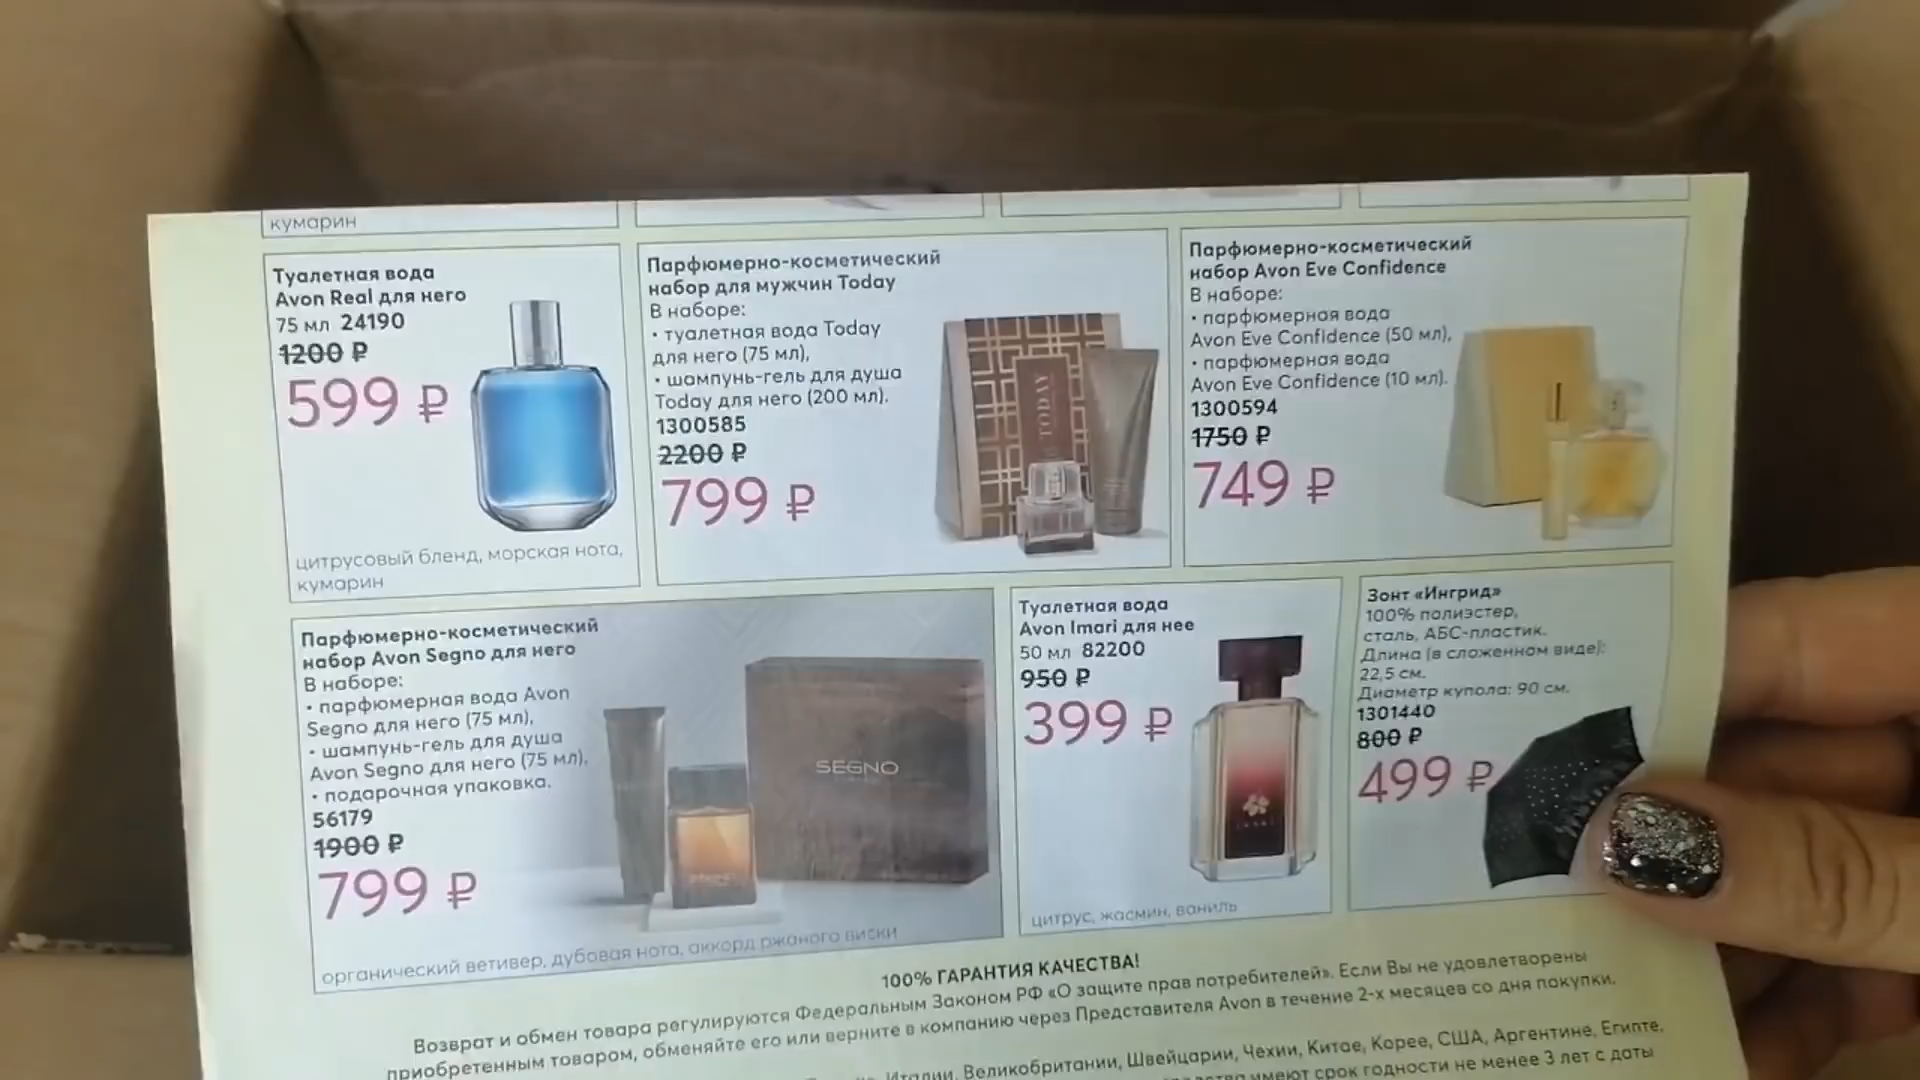 кумарин
Туалетная вода
Avon Real для него
75 мл 24190
1200 ₽
599 ₽
цитрусовый бленд, морская нота,
кумарин
Парфюмерно-косметический
набор для мужчин Today
В наборе:
• туалетная вода Today
для него (75 мл),
• шампунь-гель для душа
Today для него (200 мл).
1300585
2200 ₽
799 ₽
TODAY
Парфюмерно-косметический
набор Avon Eve Confidence
В наборе:
• парфюмерная вода
Avon Eve Confidence (50 мл),
• парфюмерная вода
Avon Eve Confidence (10 мл).
1300594
1750 ₽
749 ₽
Парфюмерно-косметический
набор Avon Segno для него
В наборе:
• парфюмерная вода Avon
Segno для него (75 мл),
• шампунь-гель для душа
Avon Segno для него (75 мл),
• подарочная упаковка.
56179
1900 ₽
799 ₽
SEGNO
органический ветивер, дубовая нота, аккорд ржаного виски
Туалетная вода
Avon Imari для нее
50 мл 82200
950 ₽
399 ₽
цитрус, жасмин, ваниль
Зонт «Ингрид»
100% полиэстер,
сталь, АБС-пластик.
Длина (в сложенном виде):
22,5 см.
Диаметр купола: 90 см.
1301440
800 ₽
499 ₽
100% ГАРАНТИЯ КАЧЕСТВА!
Возврат и обмен товара регулируются Федеральным Законом РФ «О защите прав потребителей». Если Вы не удовлетворены
приобретенным товаром, обменяйте его или верните в компанию через Представителя Avon в течение 2-х месяцев со дня покупки.
Италии, Великобритании, Швейцарии, Чехии, Китае, Корее, США, Аргентине, Египте,
имеют срок годности не менее 3 лет с даты